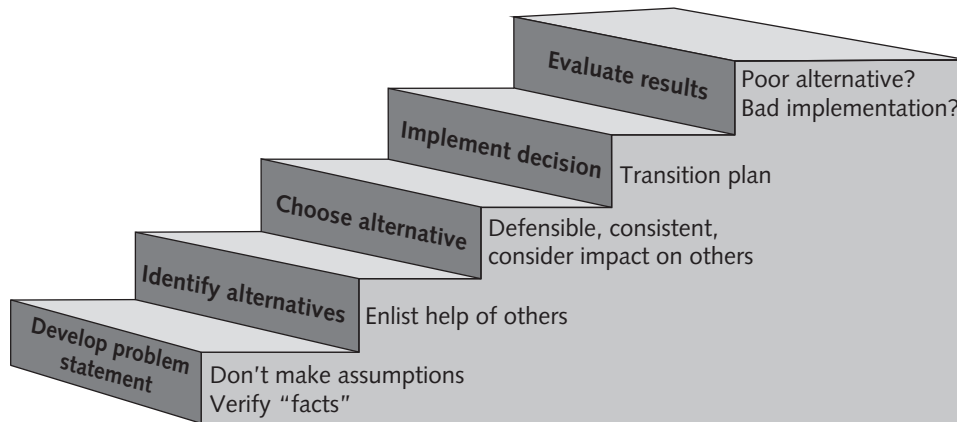 Evaluate results
Poor alternative?
Bad implementation?
Implement decision
Transition plan
Choose alternative
Defensible, consistent,
consider impact on others
Identify alternatives
Enlist help of others
Develop problem
statement
Don't make assumptions
Verify “facts”